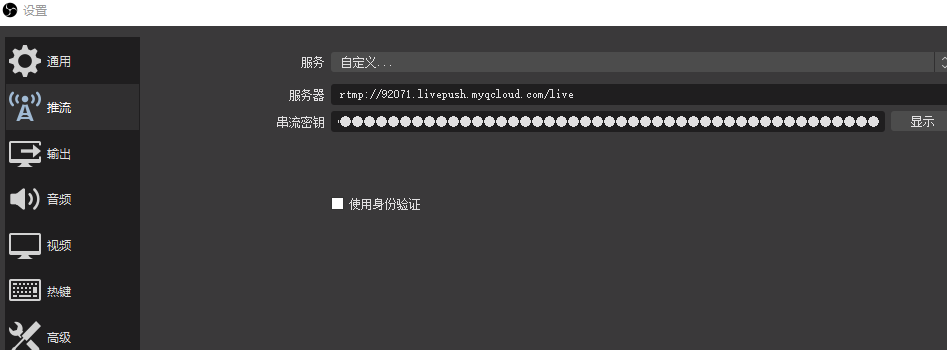 设置
通用
推流
输出
音频
视频
热键
高级
服务 自定义...
服务器 rtmp://92071.livepush.myqcloud.com/live
串流密钥 显示
使用身份验证